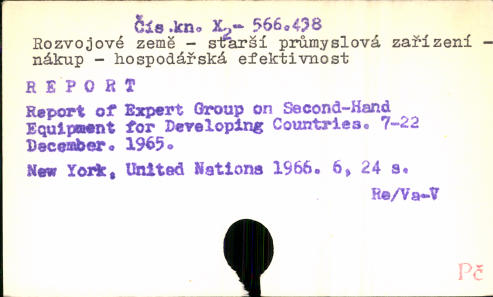 Čís.kn. X2- 566.438
Rozvojové země - starší průmyslová zařízení -
nákup - hospodářská efektivnost
R E P O R T
Report of Expert Group on Second-Hand
Equipment for Developing Countries. 7-22
December. 1965.
New York, United Nations 1966. 6, 24 s.
Re/Va-V
Pč